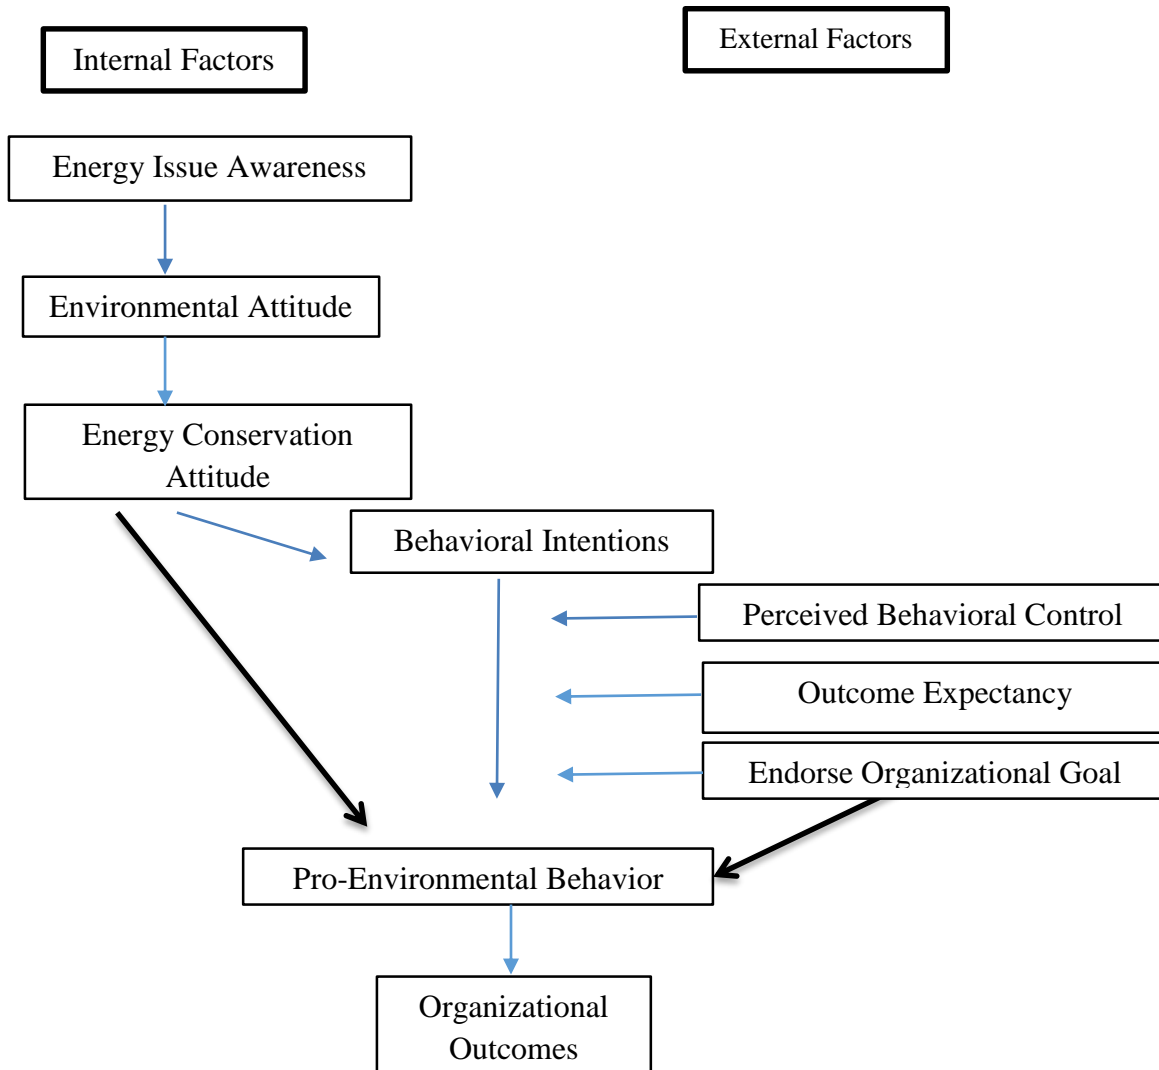 Internal Factors
External Factors
Energy Issue Awareness
Environmental Attitude
Energy Conservation
Attitude
Behavioral Intentions
Perceived Behavioral Control
Outcome Expectancy
Endorse Organizational Goal
Pro-Environmental Behavior
Organizational
Outcomes